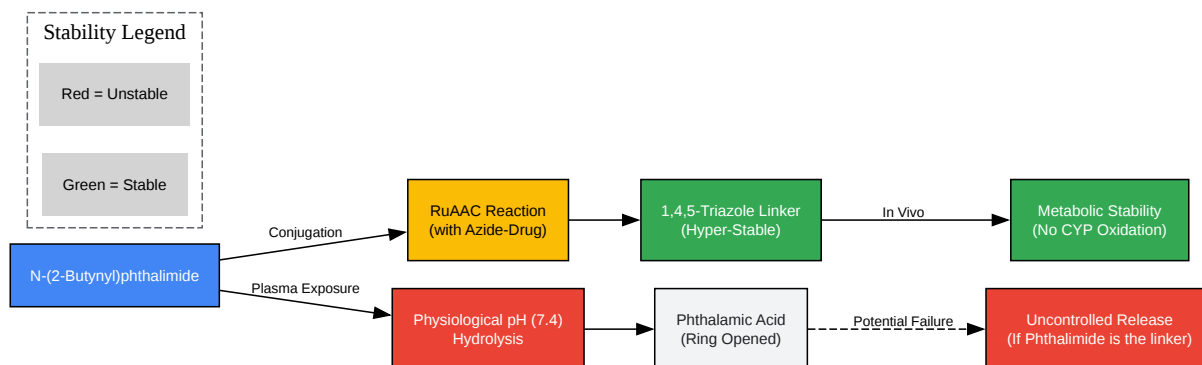 Stability Legend
Red = Unstable
Green = Stable
N-(2-Butynyl)phthalimide
Conjugation
Plasma Exposure
RuAAC Reaction
(with Azide-Drug)
1,4,5-Triazole Linker
(Hyper-Stable)
In Vivo
Metabolic Stability
(No CYP Oxidation)
Physiological pH (7.4)
Hydrolysis
Phthalamic Acid
(Ring Opened)
Potential Failure
Uncontrolled Release
(If Phthalimide is the linker)